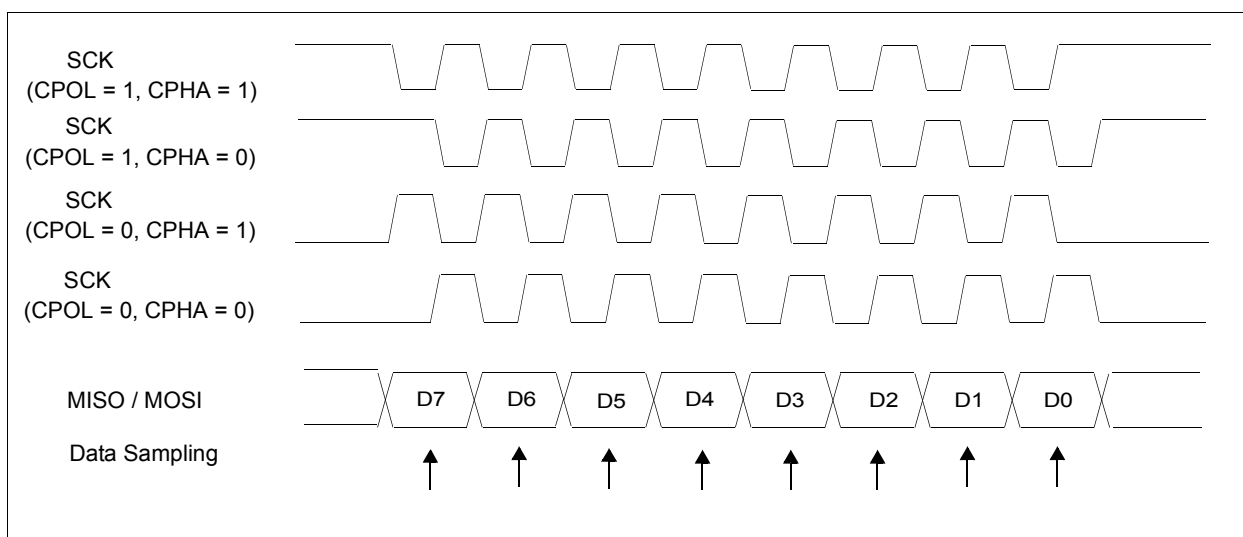 SCK
(CPOL = 1, CPHA = 1)
SCK
(CPOL = 1, CPHA = 0)
SCK
(CPOL = 0, CPHA = 1)
SCK
(CPOL = 0, CPHA = 0)
MISO / MOSI D7 D6 D5 D4 D3 D2 D1 D0
Data Sampling